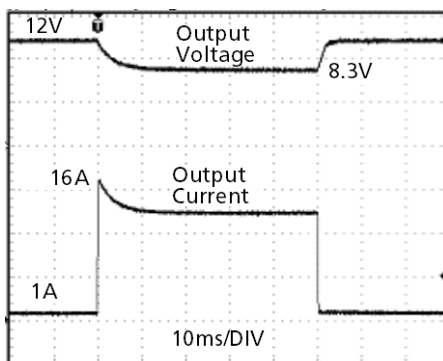 12V
Output
Voltage
8.3V
16A
Output
Current
1A
10ms/DIV